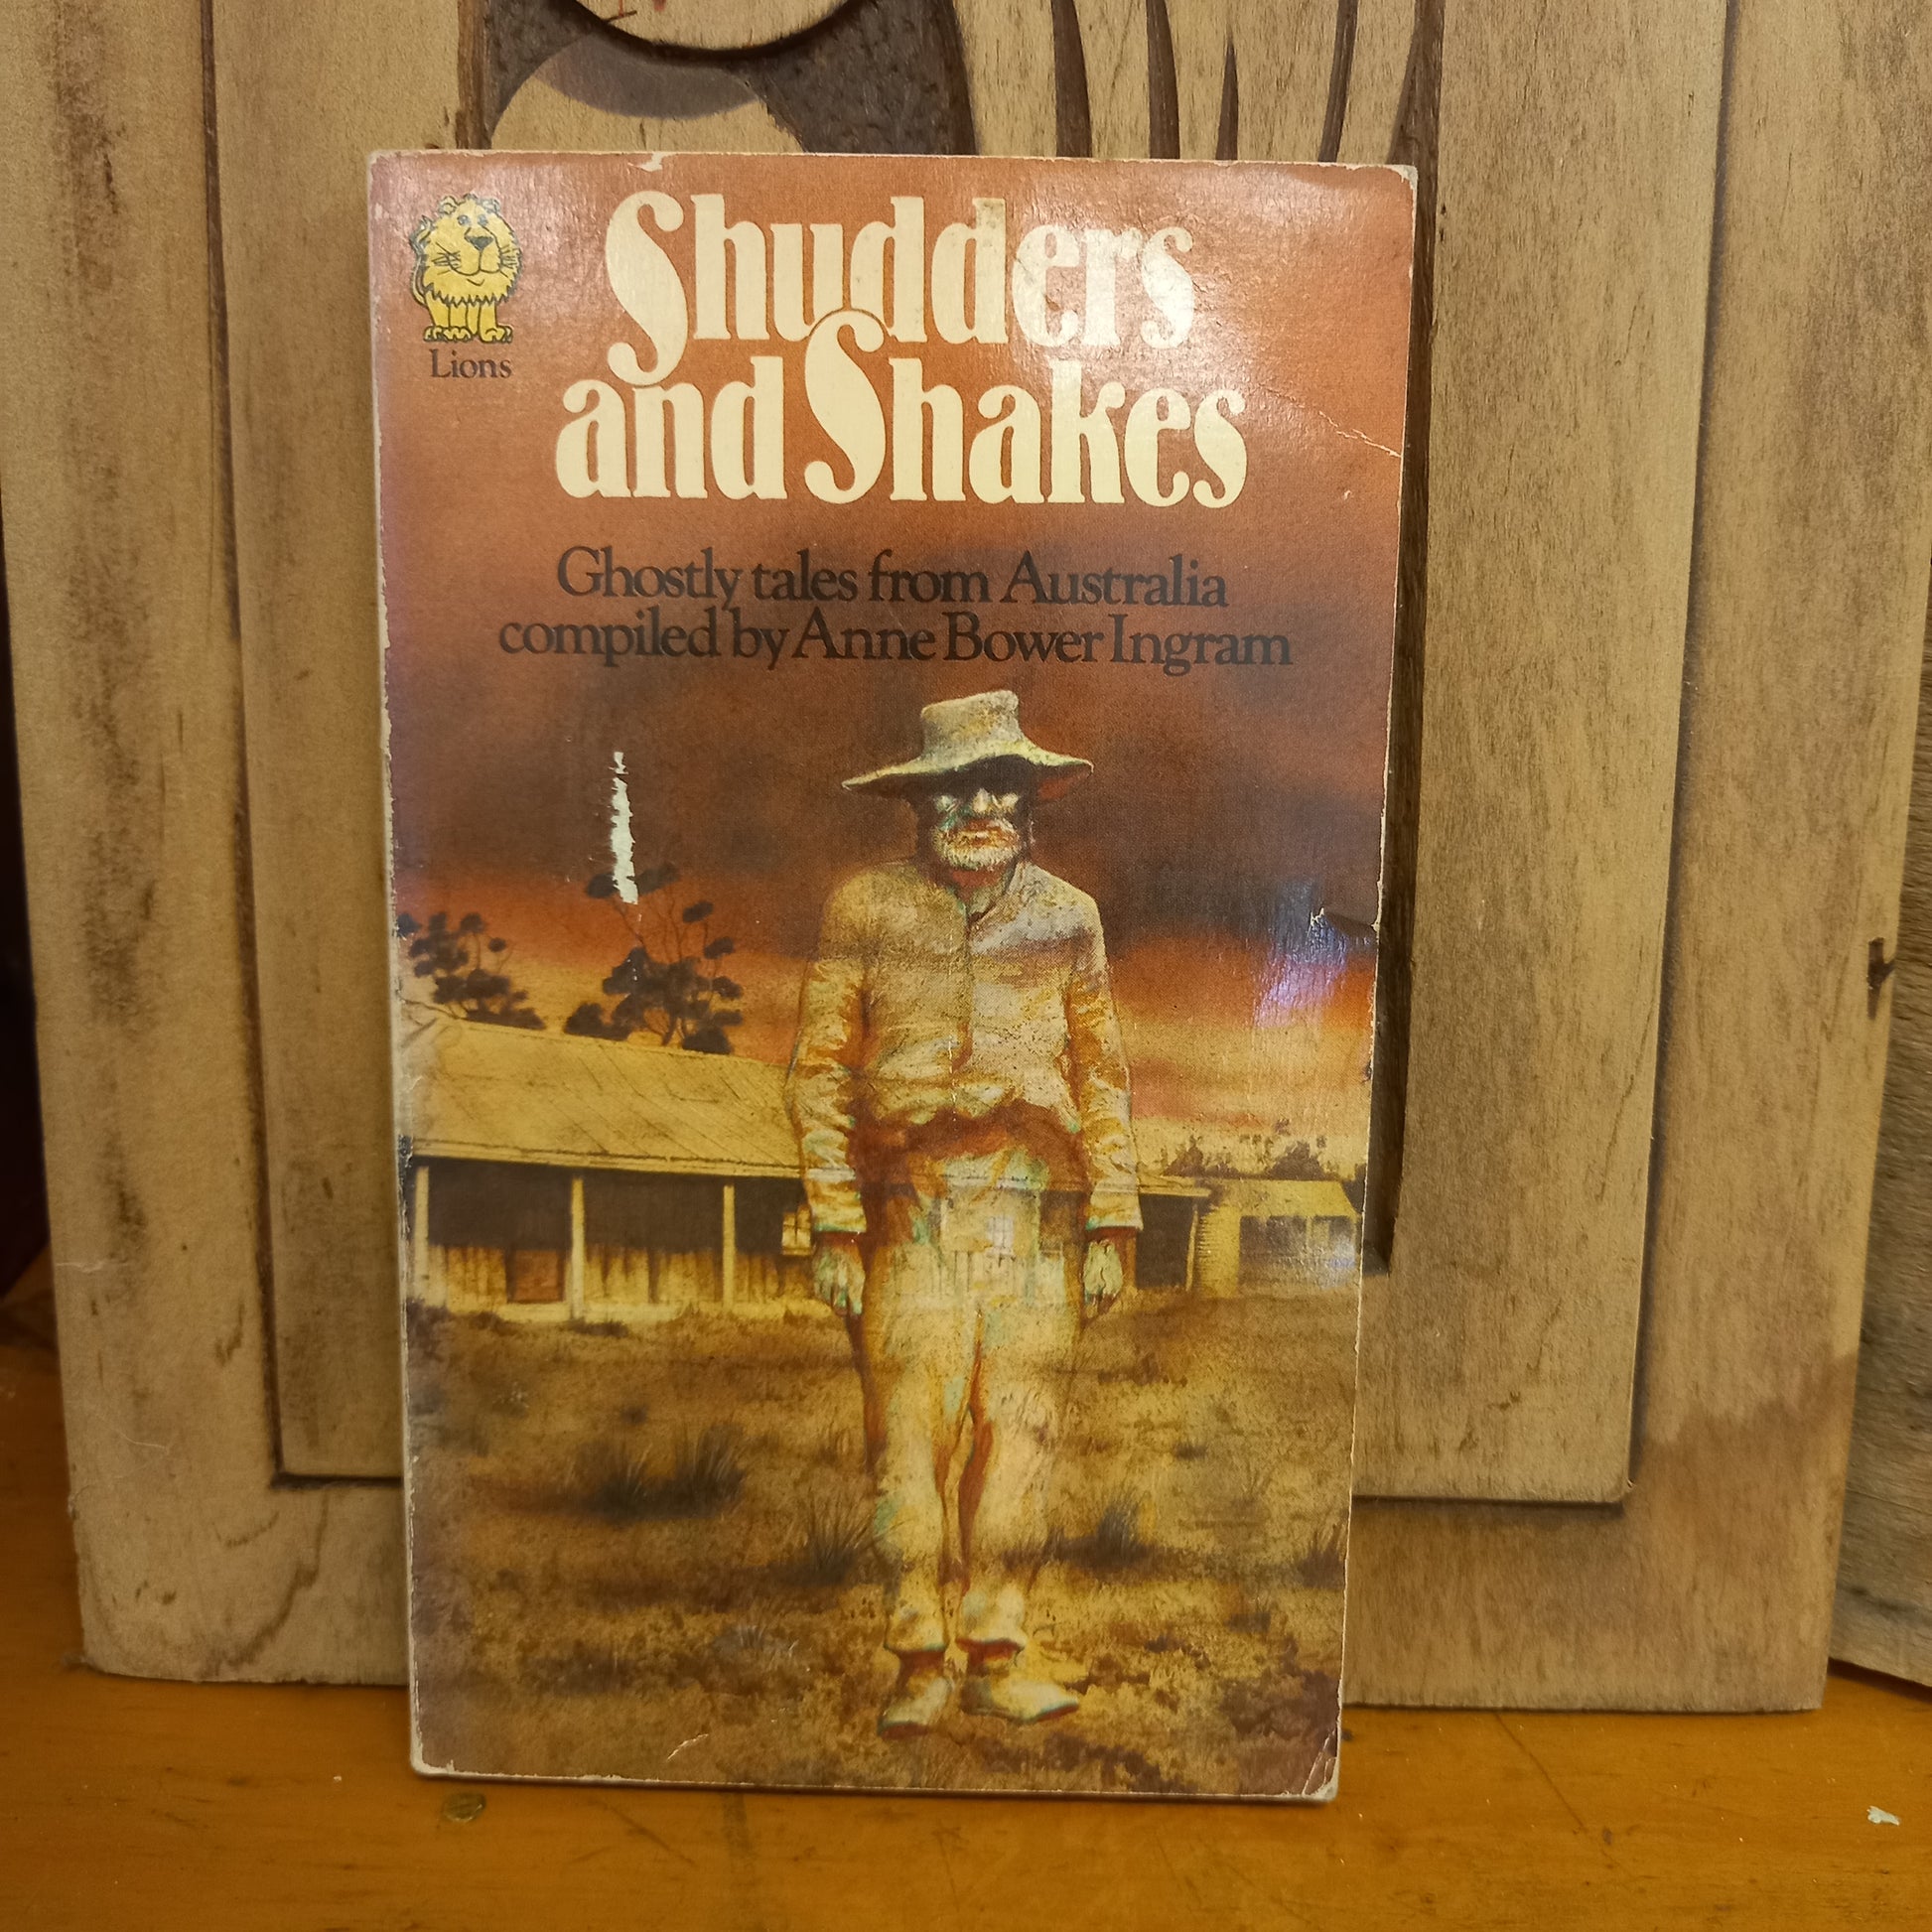 Lions
Shudders
and Shakes
Ghostly tales from Australia
compiled by Anne Bower Ingram